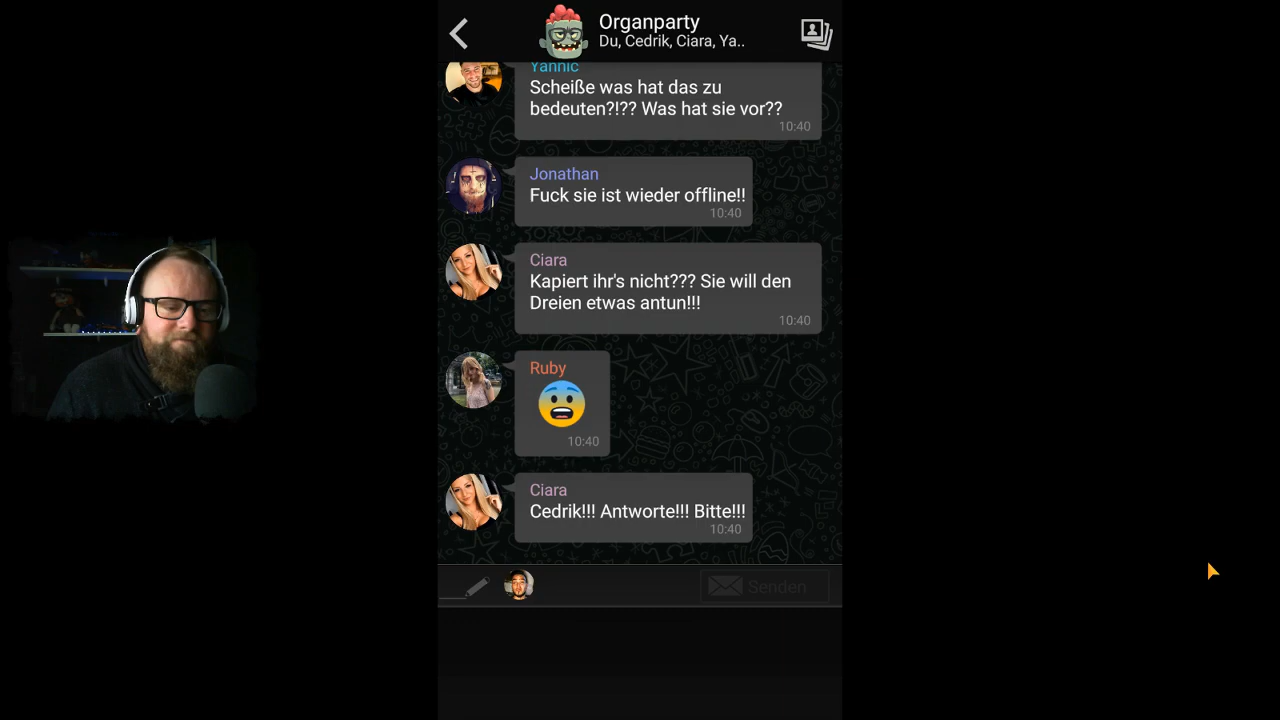 Organparty
Du, Cedrik, Ciara, Ya..
Yannic
Scheiße was hat das zu
bedeuten?!?? Was hat sie vor??
10:40
Jonathan
Fuck sie ist wieder offline!!
10:40
Ciara
Kapiert ihr's nicht??? Sie will den
Dreien etwas antun!!!
10:40
Ruby
10:40
Ciara
Cedrik!!! Antworte!!! Bitte!!!
10:40
Senden